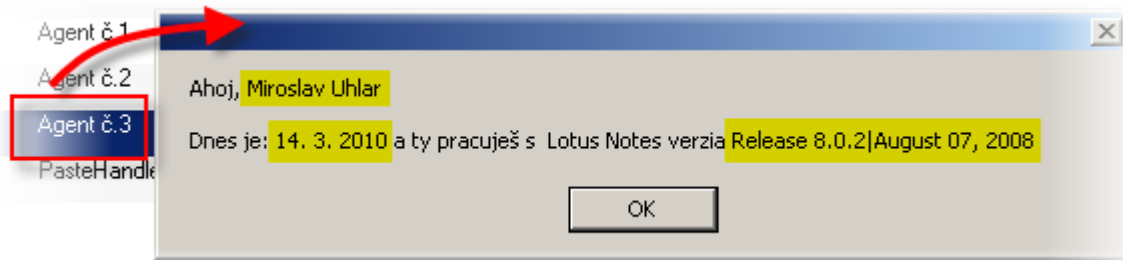 Agent č.1
Agent č.2
Agent č.3
PasteHandle
Ahoj, Miroslav Uhlar
Dnes je: 14. 3. 2010 a ty pracuješ s Lotus Notes verzia Release 8.0.2|August 07, 2008
OK